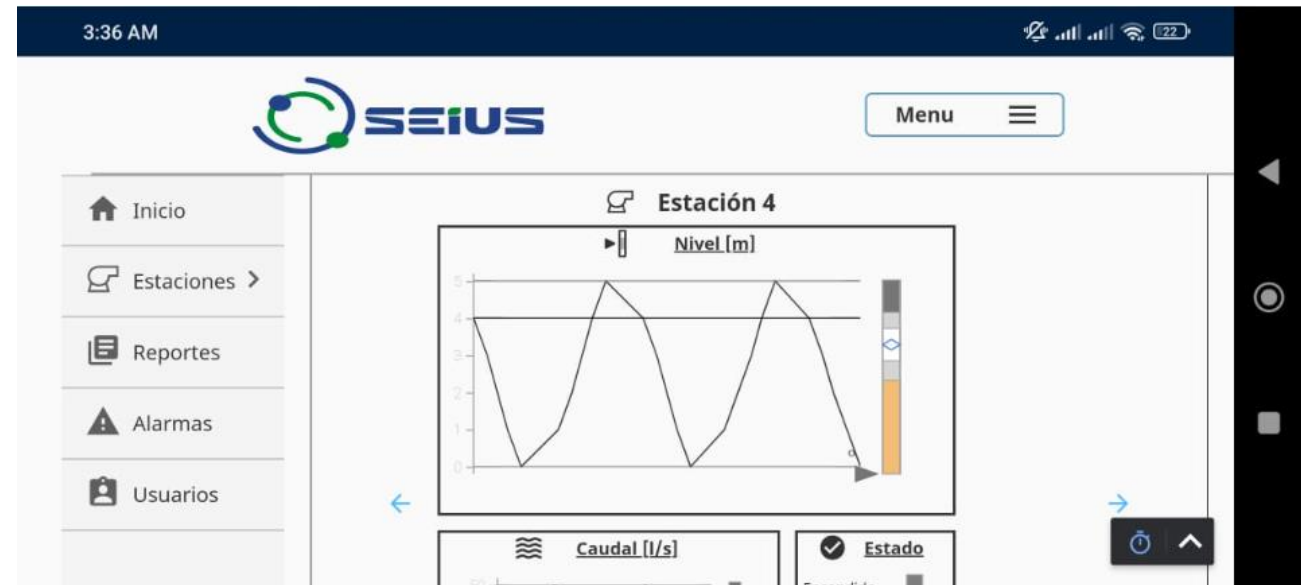 3:36 AM
22
SEIUS
Menu
Inicio
Estaciones
Reportes
Alarmas
Usuarios
Estación 4
Nivel [m]
5
4
3
2
1
0
0
Caudal [l/s]
Estado